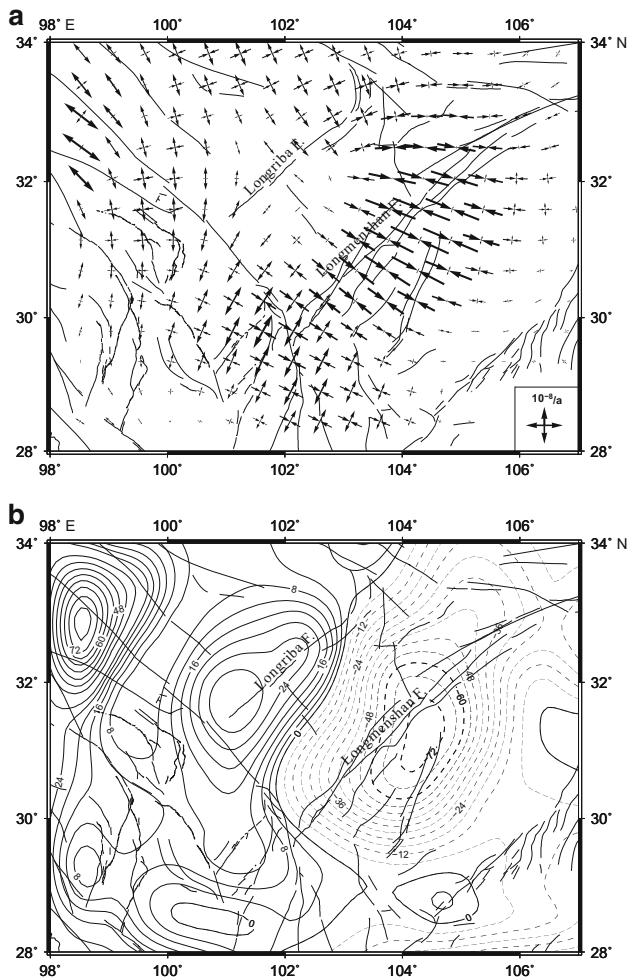 a
98° E 100° 102° 104° 106°
34° 34° N
Longriba F.
32° 32°
Longmenshan F.
30° 30°
10⁻⁸/a
28° 28°
98° 100° 102° 104° 106°
b
98° E 100° 102° 104° 106°
34° 34° N
8
48 −12 −36
60
72 Longriba F. −24
16 16 −48
32° 24 32°
−60
16 −48
8 0 Longmenshan F.
−72
24
30° −36 −24 30°
8 −12
8
0 0
28° 28°
98° 100° 102° 104° 106°